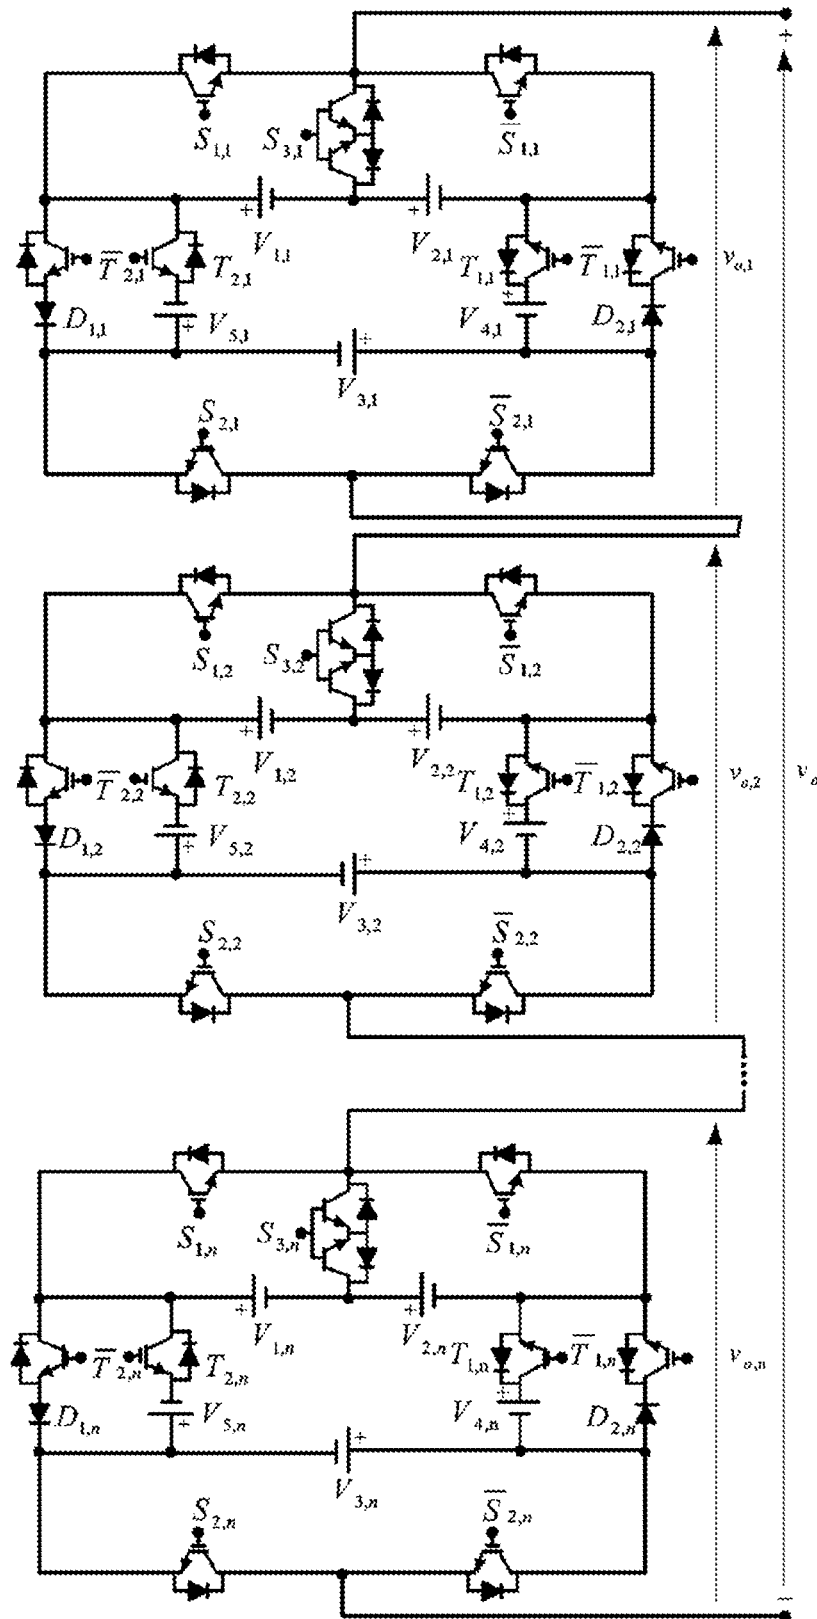 +
S1,1 S3,1 S̅1,1
+ V1,1 + V2,1
T̅2,1 T2,1 T1,1 T̅1,1 vo,1
D1,1 + V5,1 + V4,1 D2,1
+ V3,1
S2,1 S̅2,1
S1,2 S3,2 S̅1,2
+ V1,2 + V2,2
T̅2,2 T2,2 T1,2 T̅1,2 vo,2 vo
D1,2 + V5,2 + V4,2 D2,2
+ V3,2
S2,2 S̅2,2
S1,n S3,n S̅1,n
+ V1,n + V2,n
T̅2,n T2,n T1,n T̅1,n vo,n
D1,n + V5,n + V4,n D2,n
+ V3,n
S2,n S̅2,n
−